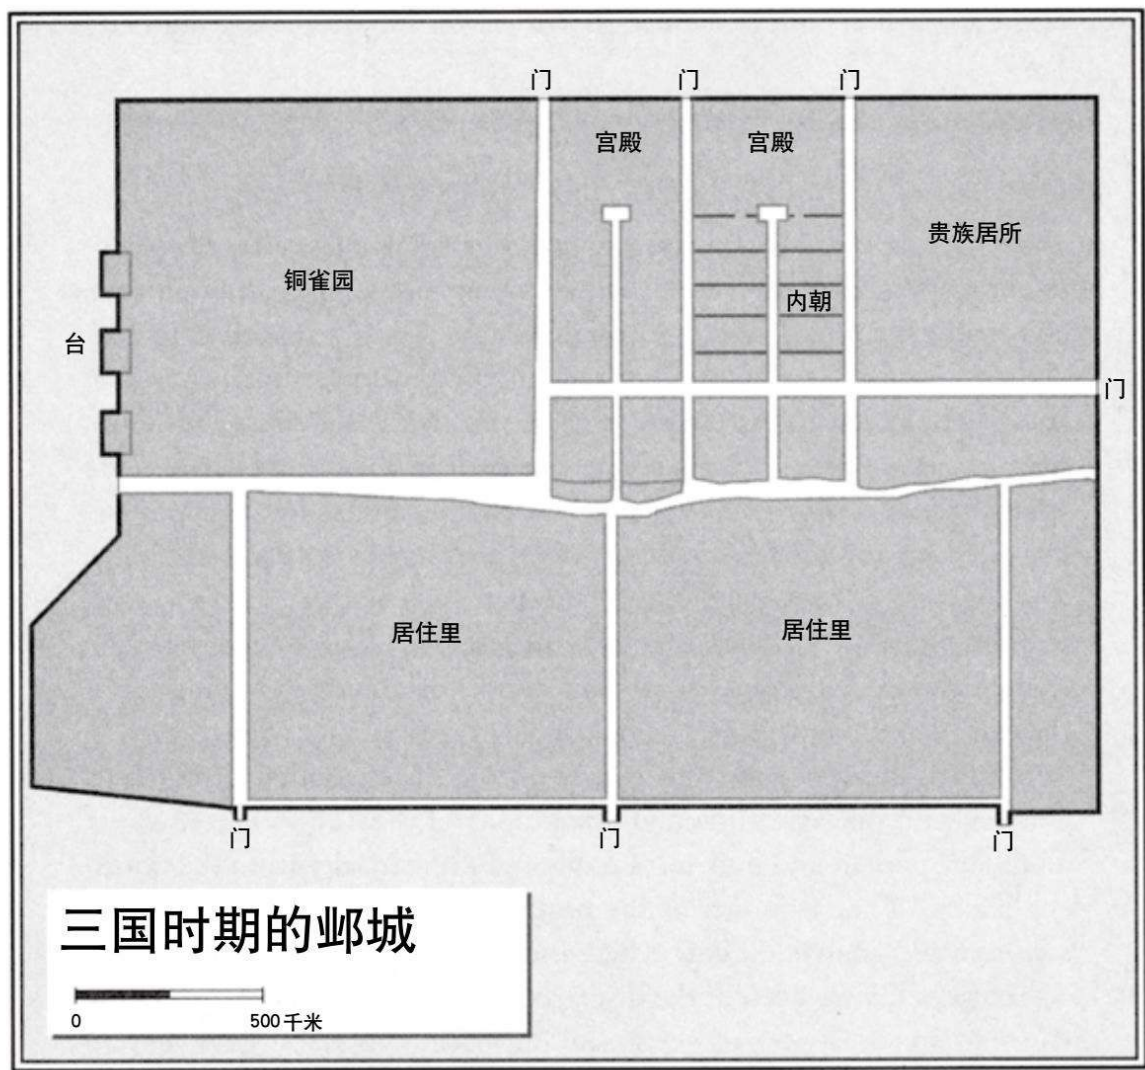 门 门 门
宫殿 宫殿
贵族居所
铜雀园
内朝
台
门
居住里 居住里
门 门 门
三国时期的邺城
0 500千米